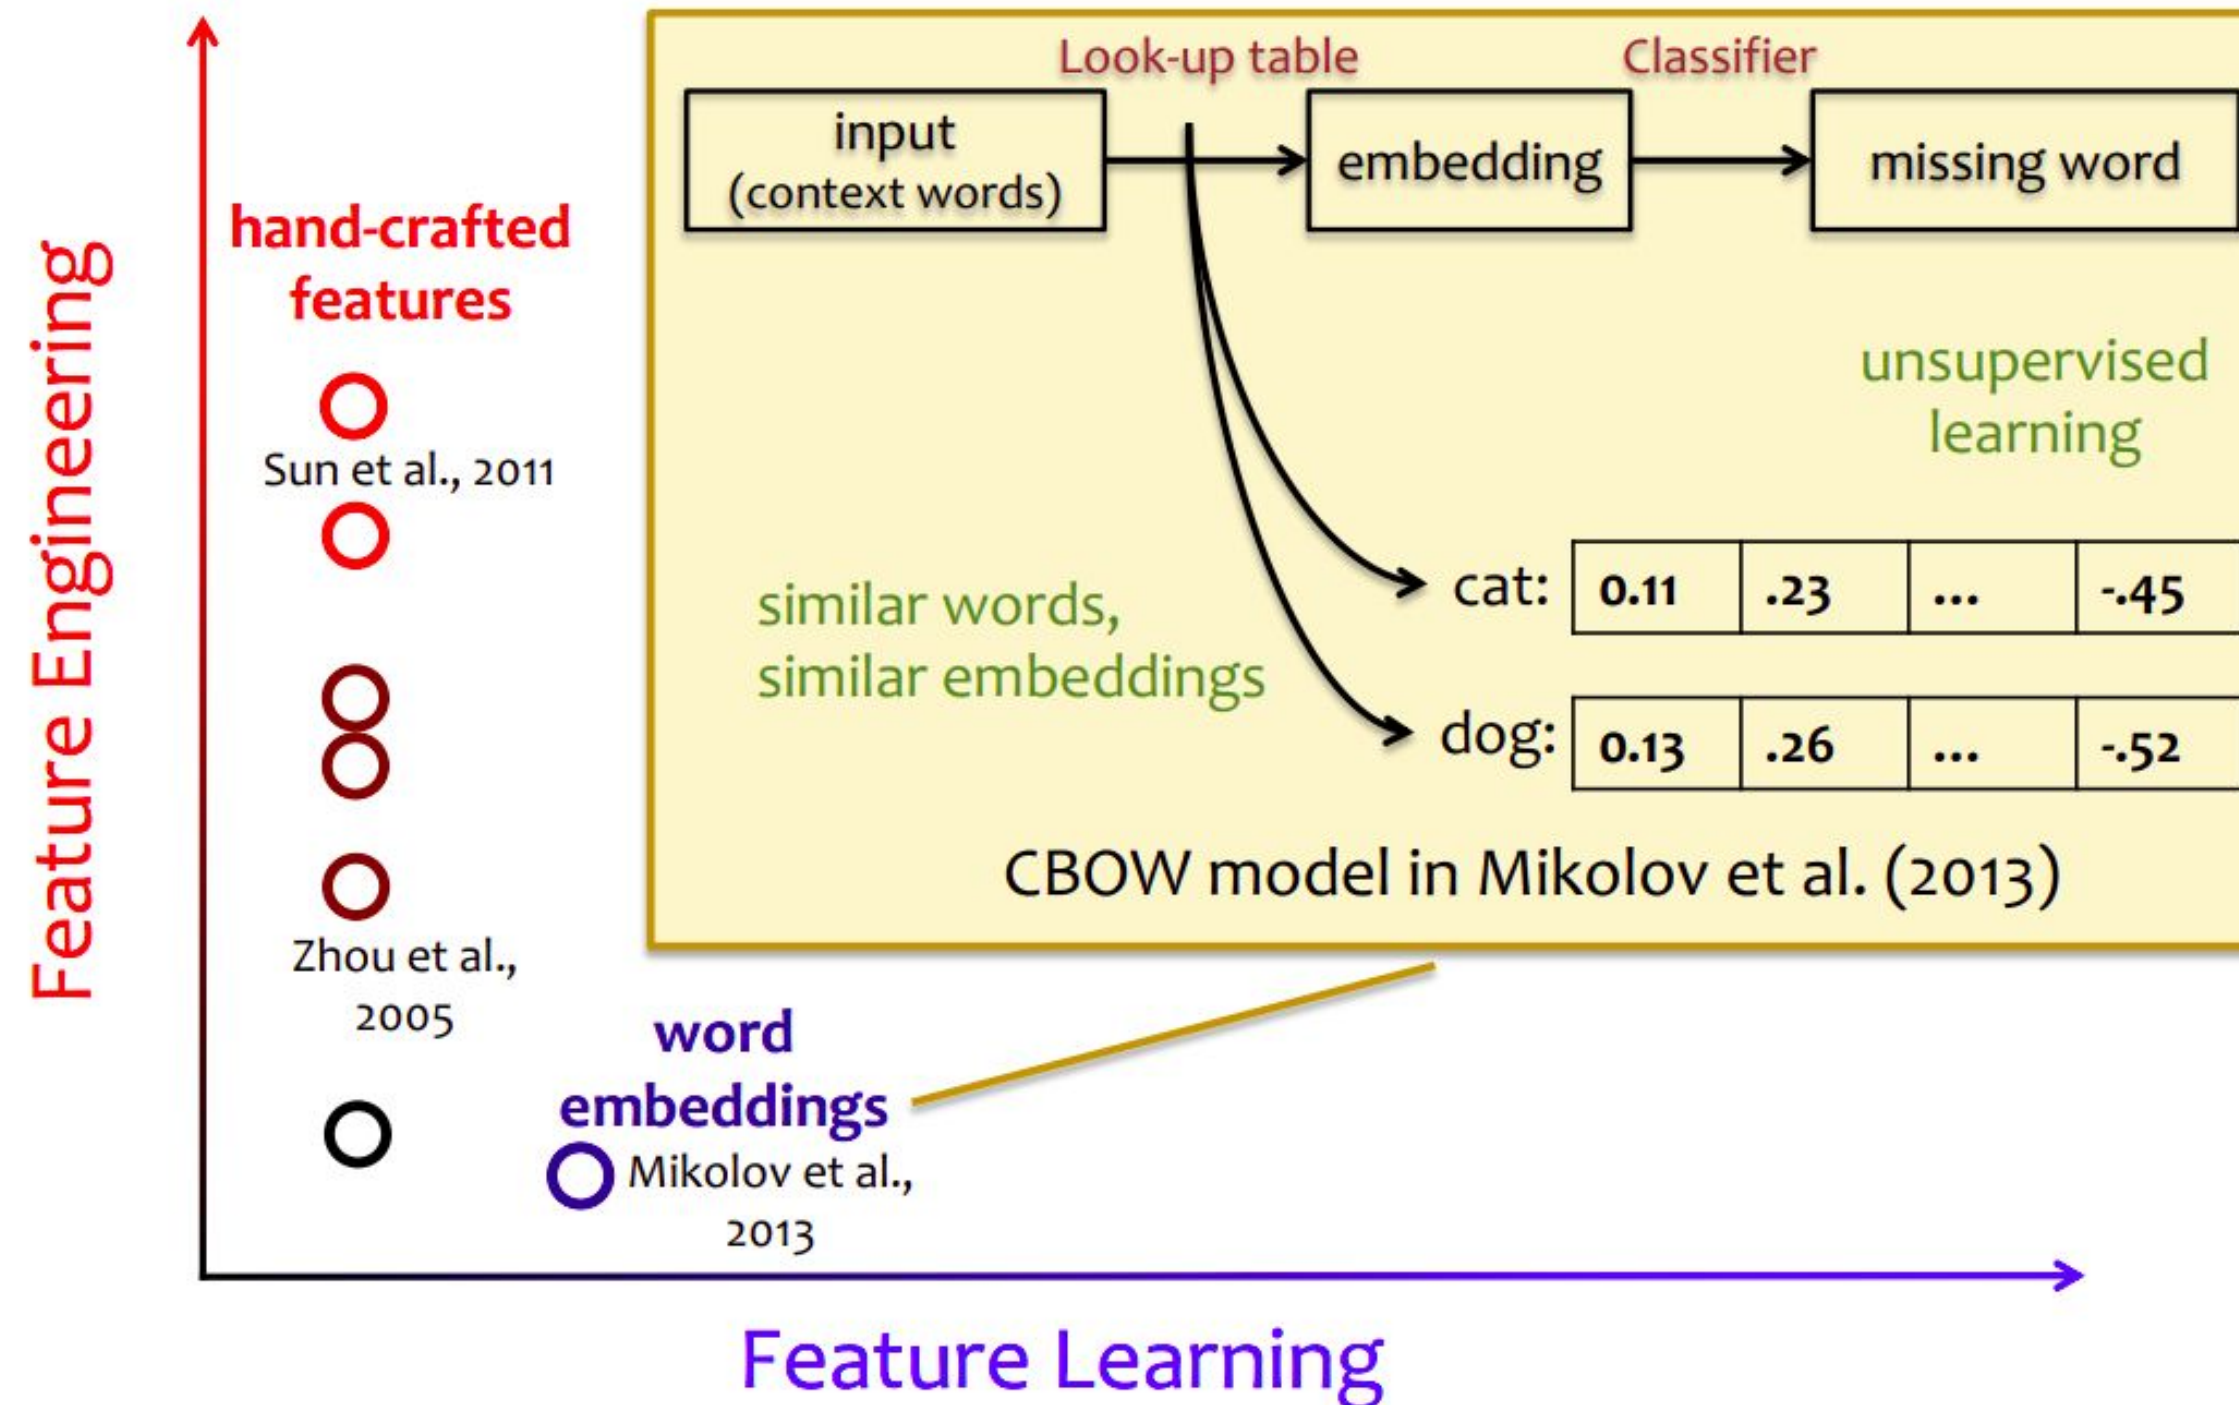 Feature Engineering
hand-crafted
features
Sun et al., 2011
Zhou et al.,
2005
word
embeddings
Mikolov et al.,
2013
Look-up table
Classifier
input
(context words)
embedding
missing word
unsupervised
learning
similar words,
similar embeddings
cat: 0.11 .23 ... -.45
dog: 0.13 .26 ... -.52
CBOW model in Mikolov et al. (2013)
Feature Learning